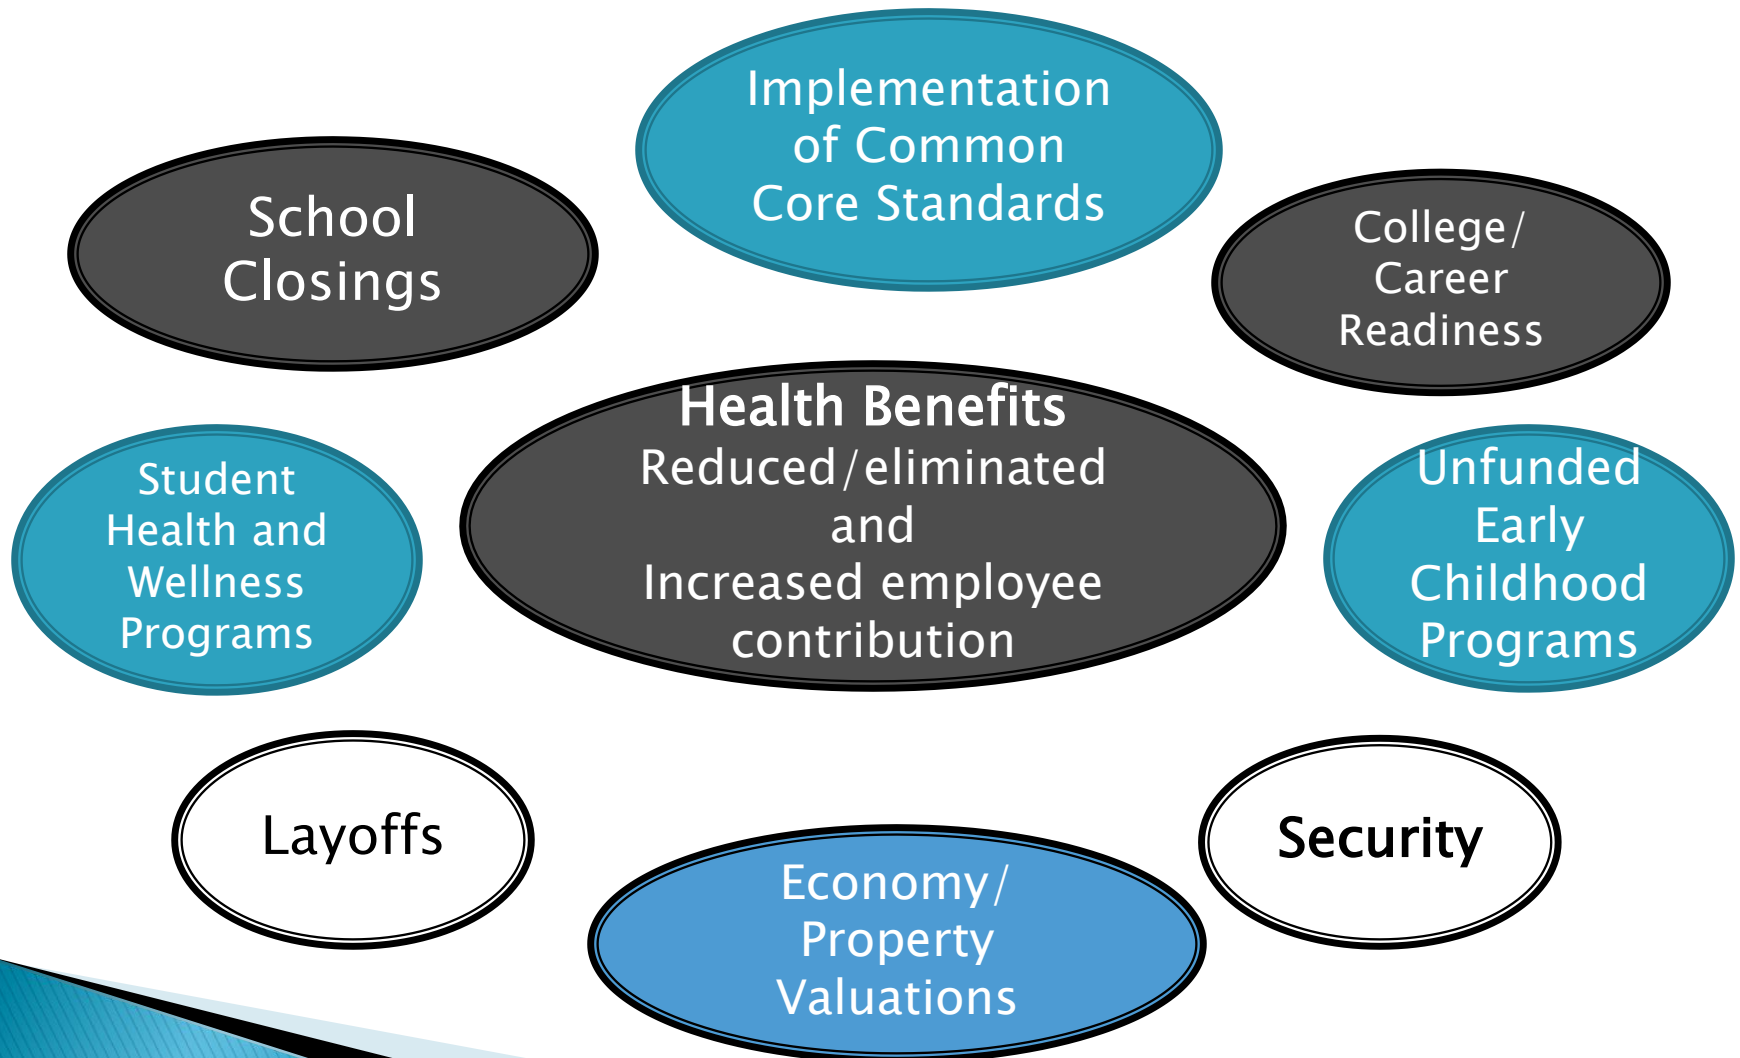 Implementation
of Common
Core Standards
School
Closings
College/
Career
Readiness
Health Benefits
Reduced/eliminated
and
Increased employee
contribution
Student
Health and
Wellness
Programs
Unfunded
Early
Childhood
Programs
Layoffs
Security
Economy/
Property
Valuations